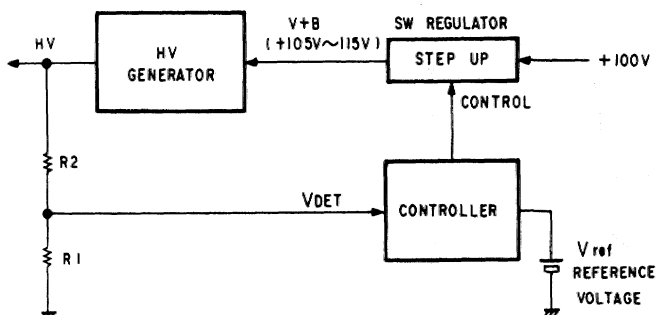 HV
HV
GENERATOR
V+B
(+105V~115V)
SW REGULATOR
STEP UP
+100V
CONTROL
R2
VDET
CONTROLLER
R1
Vref
REFERENCE
VOLTAGE